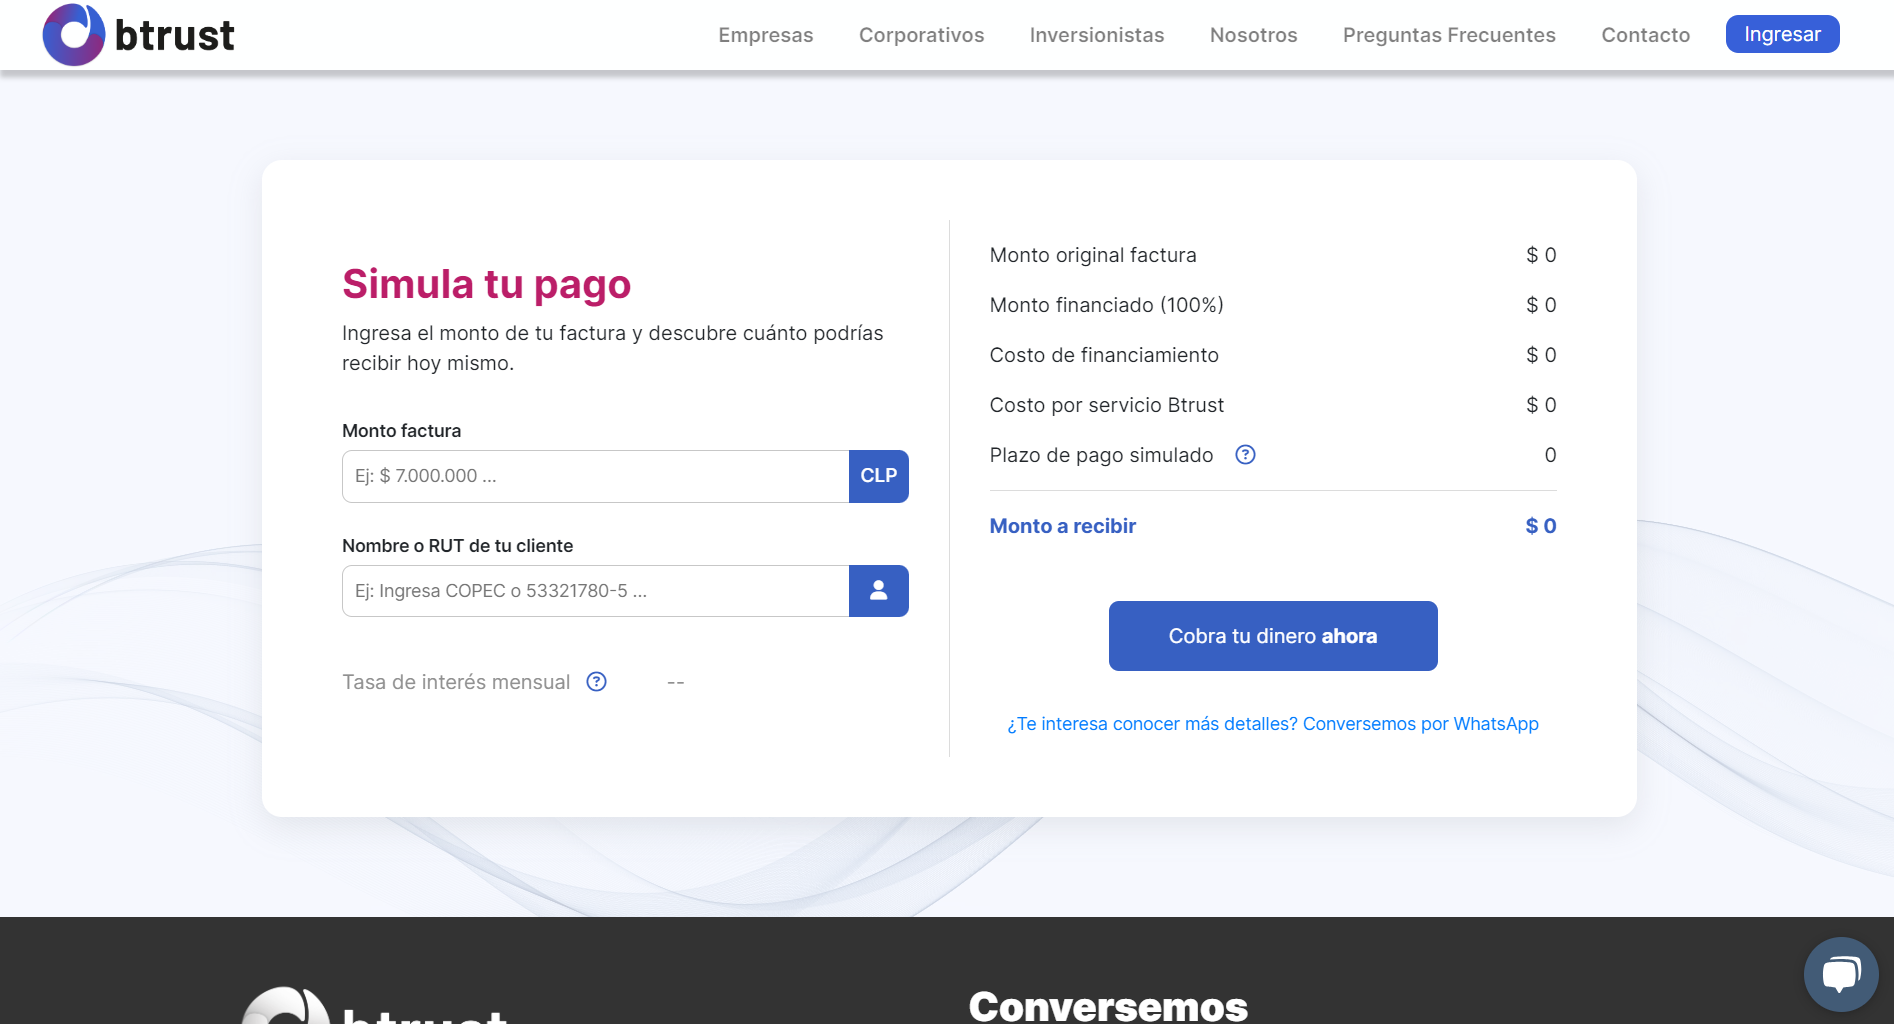 btrust
Empresas
Corporativos
Inversionistas
Nosotros
Preguntas Frecuentes
Contacto
Ingresar
Simula tu pago
Ingresa el monto de tu factura y descubre cuánto podrías
recibir hoy mismo.
Monto factura
Ej: $ 7.000.000 ...
CLP
Nombre o RUT de tu cliente
Ej: Ingresa COPEC o 53321780-5 ...
Tasa de interés mensual ? --
Monto original factura $ 0
Monto financiado (100%) $ 0
Costo de financiamiento $ 0
Costo por servicio Btrust $ 0
Plazo de pago simulado ? 0
Monto a recibir $ 0
Cobra tu dinero ahora
¿Te interesa conocer más detalles? Conversemos por WhatsApp
btrust
Conversemos